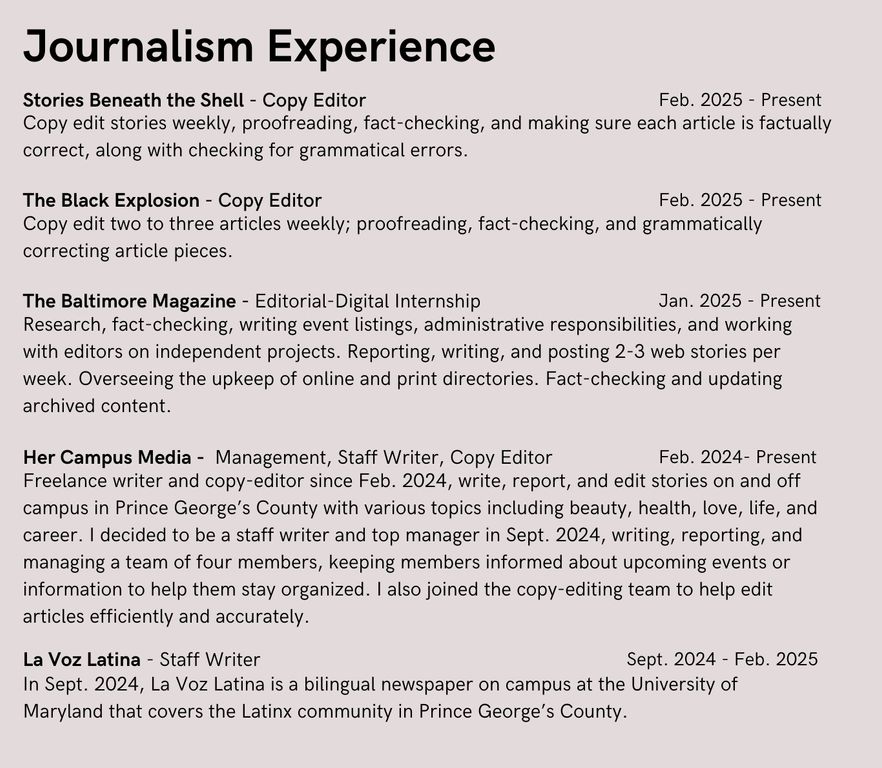 Journalism Experience
Stories Beneath the Shell - Copy Editor Feb. 2025 - Present
Copy edit stories weekly, proofreading, fact-checking, and making sure each article is factually
correct, along with checking for grammatical errors.
The Black Explosion - Copy Editor Feb. 2025 - Present
Copy edit two to three articles weekly; proofreading, fact-checking, and grammatically
correcting article pieces.
The Baltimore Magazine - Editorial-Digital Internship Jan. 2025 - Present
Research, fact-checking, writing event listings, administrative responsibilities, and working
with editors on independent projects. Reporting, writing, and posting 2-3 web stories per
week. Overseeing the upkeep of online and print directories. Fact-checking and updating
archived content.
Her Campus Media - Management, Staff Writer, Copy Editor Feb. 2024- Present
Freelance writer and copy-editor since Feb. 2024, write, report, and edit stories on and off
campus in Prince George’s County with various topics including beauty, health, love, life, and
career. I decided to be a staff writer and top manager in Sept. 2024, writing, reporting, and
managing a team of four members, keeping members informed about upcoming events or
information to help them stay organized. I also joined the copy-editing team to help edit
articles efficiently and accurately.
La Voz Latina - Staff Writer Sept. 2024 - Feb. 2025
In Sept. 2024, La Voz Latina is a bilingual newspaper on campus at the University of
Maryland that covers the Latinx community in Prince George’s County.